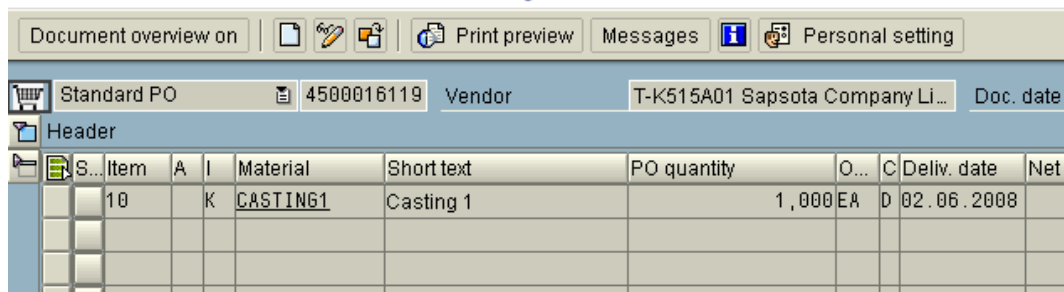 Document overview on Print preview Messages Personal setting
Standard PO 4500016119 Vendor T-K515A01 Sapsota Company Li... Doc. date
Header
S... Item A I Material Short text PO quantity O... C Deliv. date Net
10 K CASTING1 Casting 1 1,000 EA D 02.06.2008